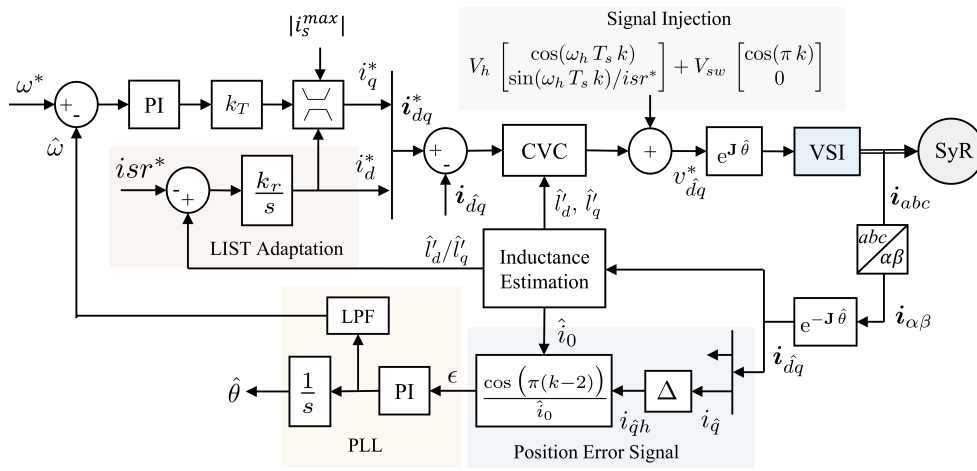 Signal Injection
V_h [cos(ω_h T_s k) sin(ω_h T_s k)/isr*] + V_sw [cos(π k) 0]
|i_s^max|
ω*
+
-
PI
k_T
i_q*
i_dq*
ω̂
isr*
-
+
k_r/s
i_d*
LIST Adaptation
+
-
i_d̂q̂
CVC
+
v*_d̂q̂
e^{J θ̂}
VSI
SyR
i_abc
abc
αβ
i_αβ
e^{-J θ̂}
i_d̂q̂
l̂'_d, l̂'_q
l̂'_d/l̂'_q
Inductance
Estimation
î_0
LPF
θ̂
1/s
PI
ϵ
cos (π(k−2))
î_0
i_q̂h
Δ
i_q̂
PLL
Position Error Signal